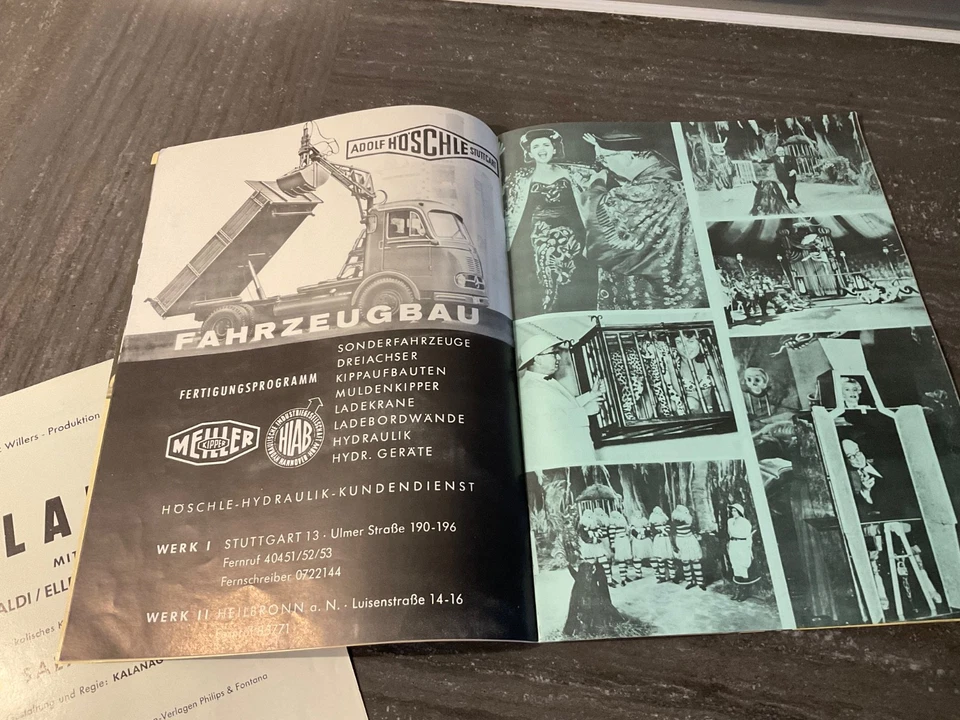 ADOLF HÖSCHLE STUTTGART
FAHRZEUGBAU
FERTIGUNGSPROGRAMM
SONDERFAHRZEUGE
DREIACHSER
KIPPAUFBAUTEN
MULDENKIPPER
LADEKRANE
LADEBORDWÄNDE
HYDRAULIK
HYDR. GERÄTE
MEILLER
KIPPER
HIAB
HÖSCHLE-HYDRAULIK-KUNDENDIENST
WERK I STUTTGART 13 · Ulmer Straße 190-196
Fernruf 40451/52/53
Fernschreiber 0722144
WERK II HEILBRONN a. N. · Luisenstraße 14-16
Willers - Produktion
LA
MIT
ALDI / ELL
und Regie: KALANAG
Verlagen Philips & Fontana